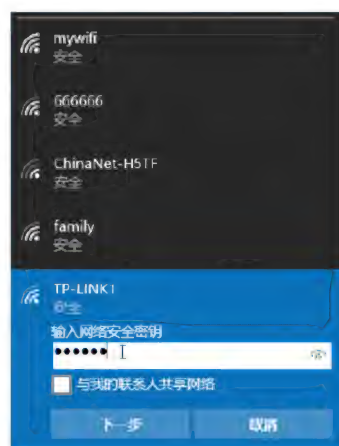 mywifi
安全
666666
安全
ChinaNet-H5TF
安全
family
安全
TP-LINK1
安全
输入网络安全密钥
••••••
与我的联系人共享网络
下一步
取消